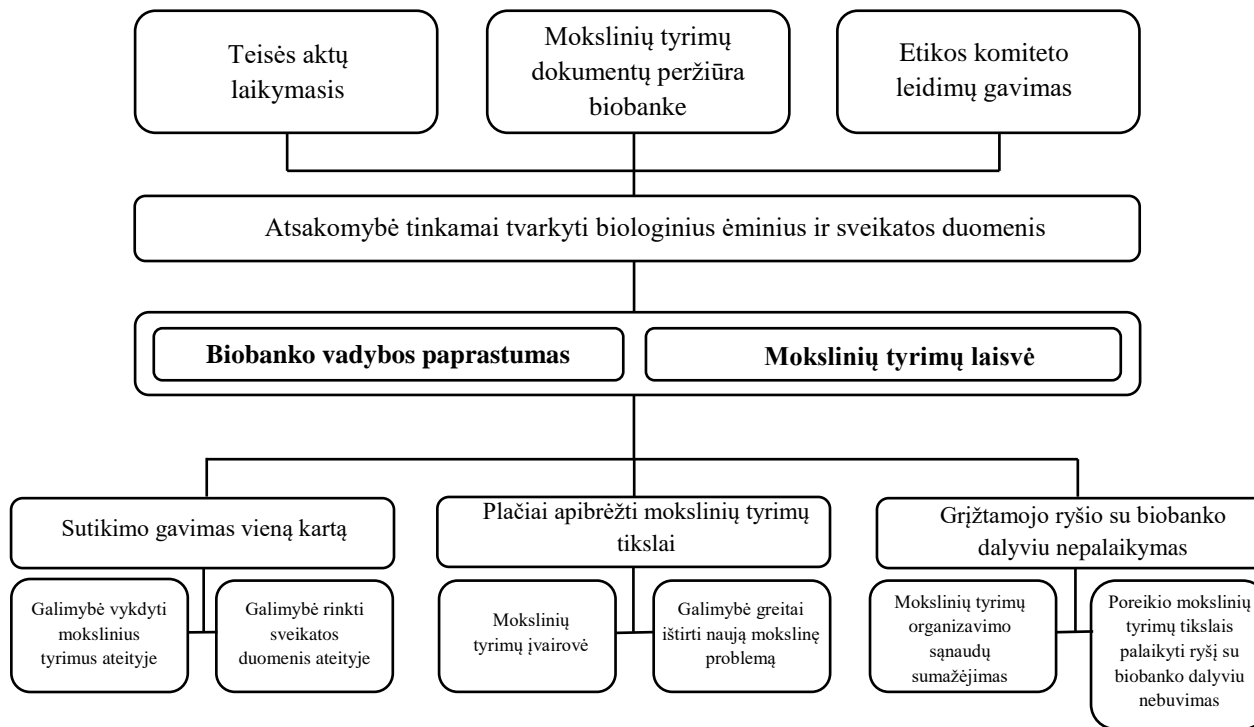 Teisės aktų
laikymasis
Mokslinių tyrimų
dokumentų peržiūra
biobanke
Etikos komiteto
leidimų gavimas
Atsakomybė tinkamai tvarkyti biologinius ėminius ir sveikatos duomenis
Biobanko vadybos paprastumas
Mokslinių tyrimų laisvė
Sutikimo gavimas vieną kartą
Plačiai apibrėžti mokslinių tyrimų
tikslai
Grįžtamojo ryšio su biobanko
dalyviu nepalaikymas
Galimybė vykdyti
mokslinius
tyrimus ateityje
Galimybė rinkti
sveikatos
duomenis ateityje
Mokslinių
tyrimų įvairovė
Galimybė greitai
ištirti naują mokslinę
problemą
Mokslinių tyrimų
organizavimo
sąnaudų
sumažėjimas
Poreikio mokslinių
tyrimų tikslais
palaikyti ryšį su
biobanko dalyviu
nebuvimas